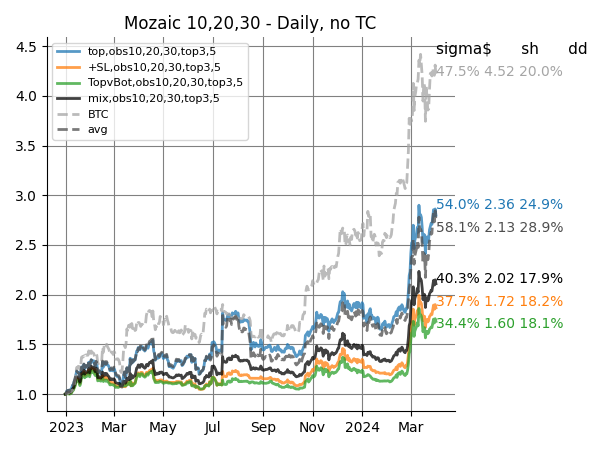 Mozaic 10,20,30 - Daily, no TC
sigma$ sh dd
top,obs10,20,30,top3,5
+SL,obs10,20,30,top3,5
TopvBot,obs10,20,30,top3,5
mix,obs10,20,30,top3,5
BTC
avg
47.5% 4.52 20.0%
54.0% 2.36 24.9%
58.1% 2.13 28.9%
40.3% 2.02 17.9%
37.7% 1.72 18.2%
34.4% 1.60 18.1%
4.5
4.0
3.5
3.0
2.5
2.0
1.5
1.0
2023 Mar May Jul Sep Nov 2024 Mar